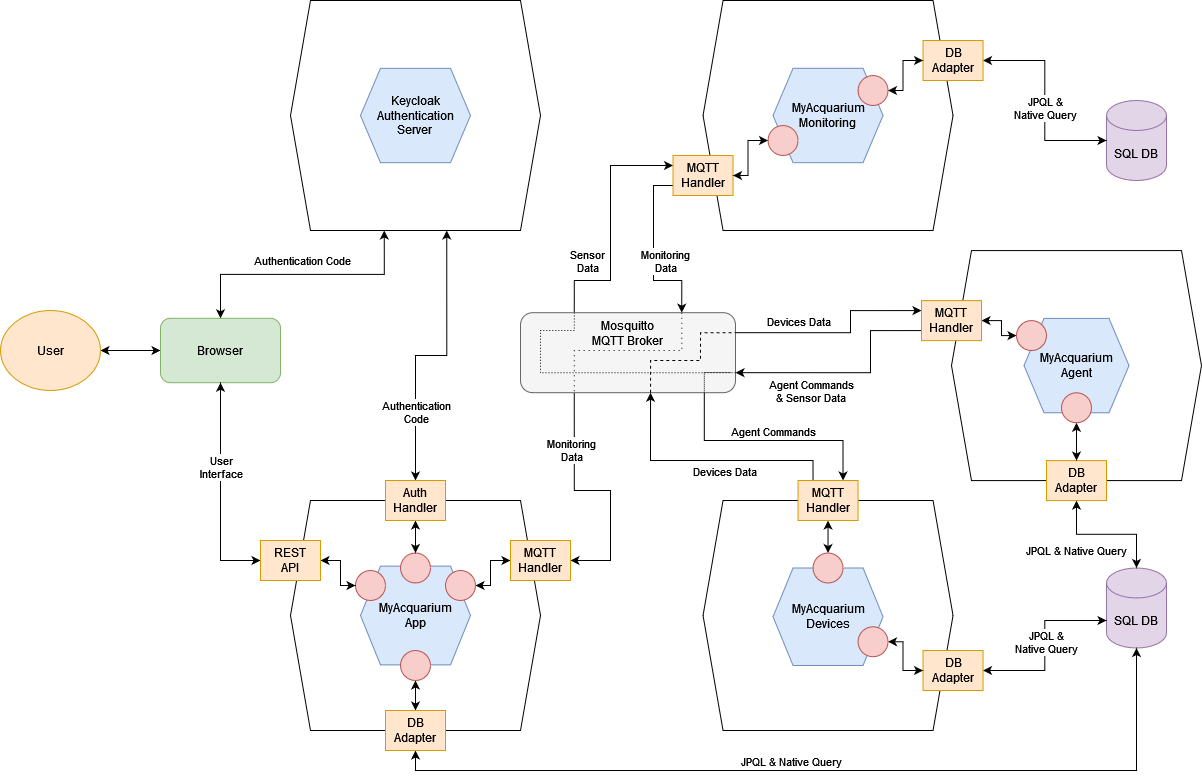 Keycloak
Authentication
Server
MyAcquarium
Monitoring
DB
Adapter
JPQL &
Native Query
SQL DB
MQTT
Handler
Authentication Code
Sensor
Data
Monitoring
Data
User
Browser
Mosquitto
MQTT Broker
Devices Data
MQTT
Handler
MyAcquarium
Agent
Agent Commands
& Sensor Data
Authentication
Code
Agent Commands
Monitoring
Data
Devices Data
User
Interface
DB
Adapter
Auth
Handler
MQTT
Handler
JPQL & Native Query
REST
API
MQTT
Handler
MyAcquarium
App
MyAcquarium
Devices
SQL DB
JPQL &
Native Query
DB
Adapter
DB
Adapter
JPQL & Native Query